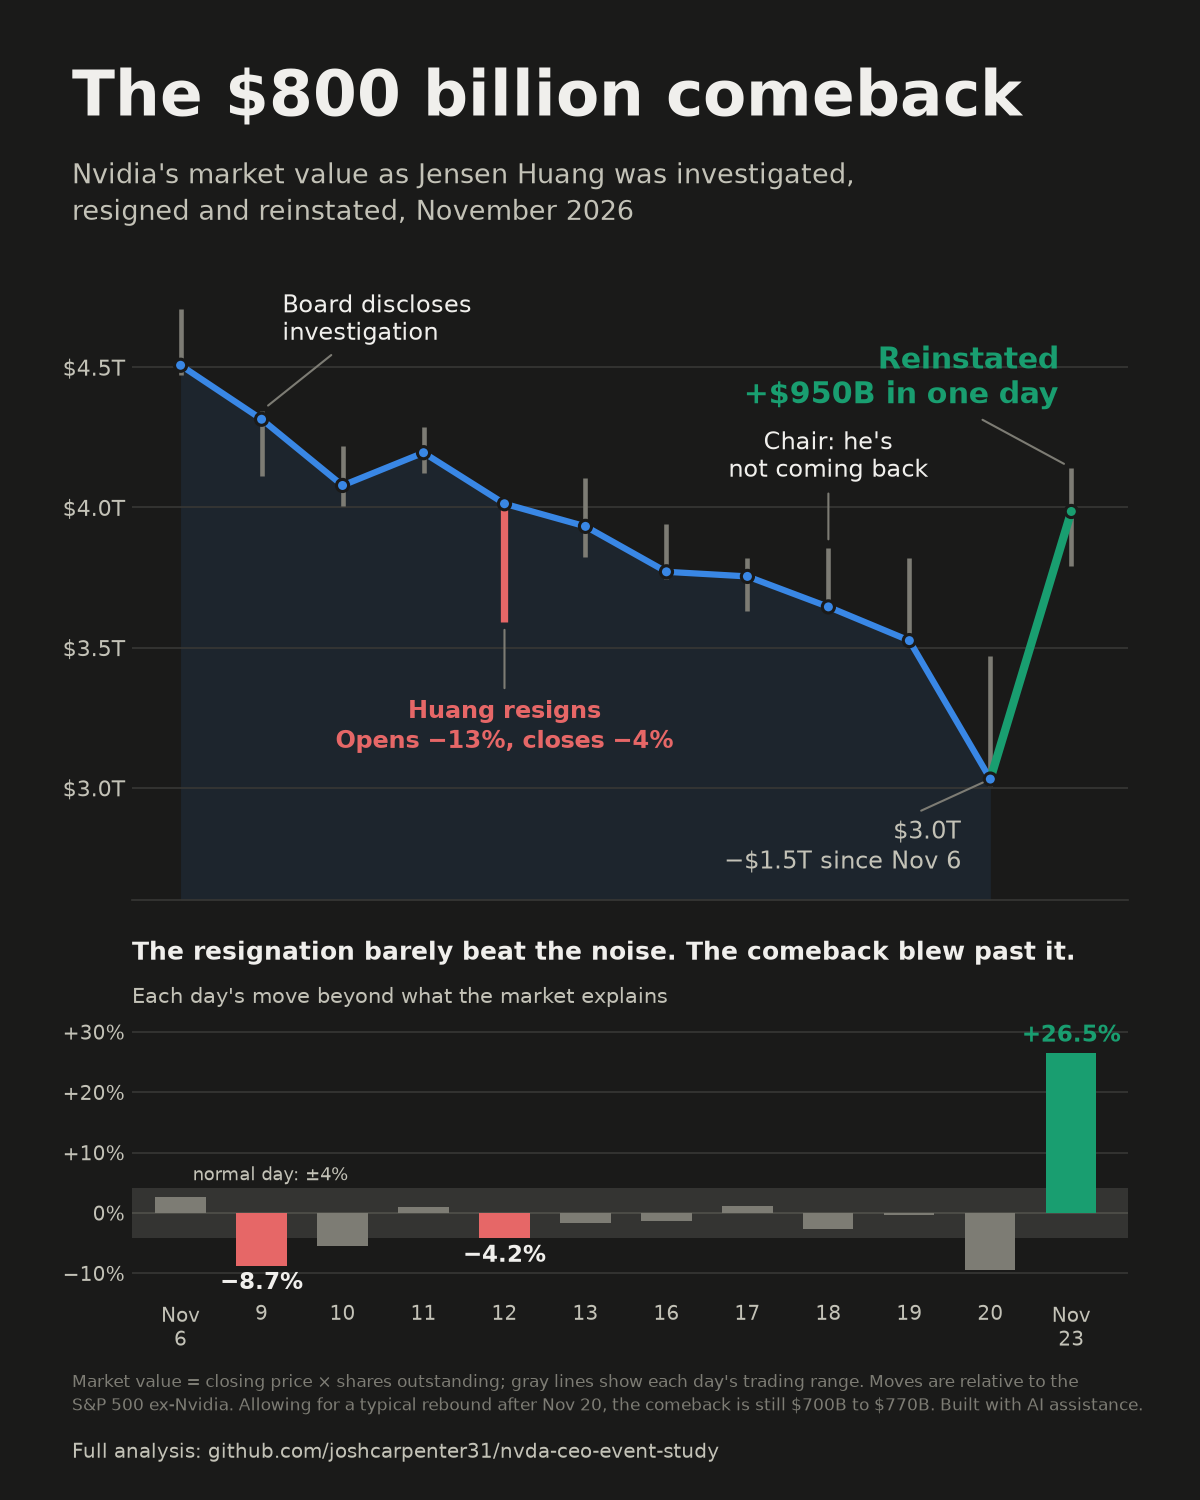 The $800 billion comeback
Nvidia's market value as Jensen Huang was investigated,
resigned and reinstated, November 2026
Board discloses
investigation
Reinstated
+$950B in one day
Chair: he's
not coming back
$4.5T
$4.0T
$3.5T
$3.0T
Huang resigns
Opens −13%, closes −4%
$3.0T
−$1.5T since Nov 6
The resignation barely beat the noise. The comeback blew past it.
Each day's move beyond what the market explains
+30%
+20%
+10%
0%
−10%
normal day: ±4%
−8.7%
−4.2%
+26.5%
Nov
6
9
10
11
12
13
16
17
18
19
20
Nov
23
Market value = closing price × shares outstanding; gray lines show each day's trading range. Moves are relative to the
S&P 500 ex-Nvidia. Allowing for a typical rebound after Nov 20, the comeback is still $700B to $770B. Built with AI assistance.
Full analysis: github.com/joshcarpenter31/nvda-ceo-event-study